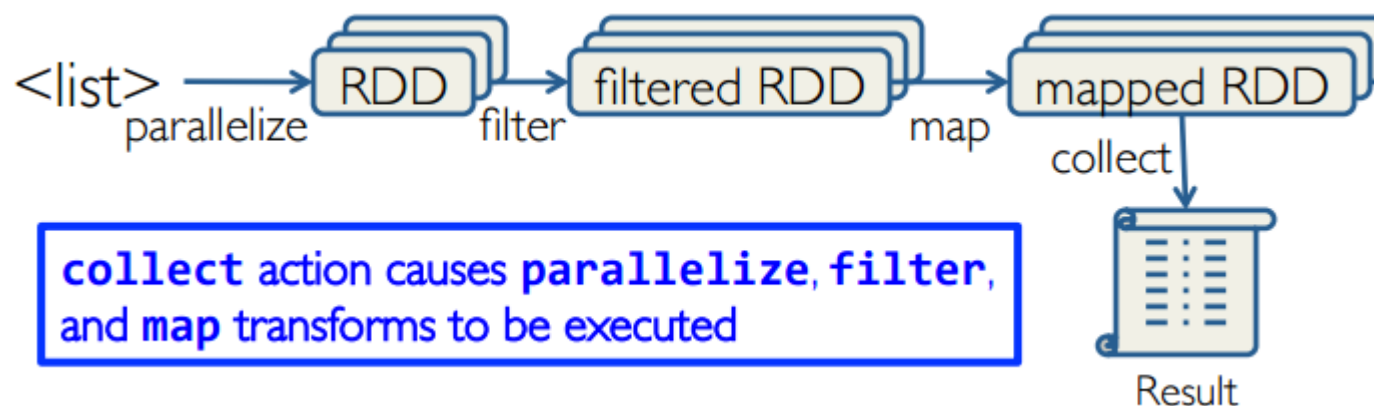 <list>
parallelize
RDD
filter
filtered RDD
map
mapped RDD
collect
collect action causes parallelize, filter,
and map transforms to be executed
Result